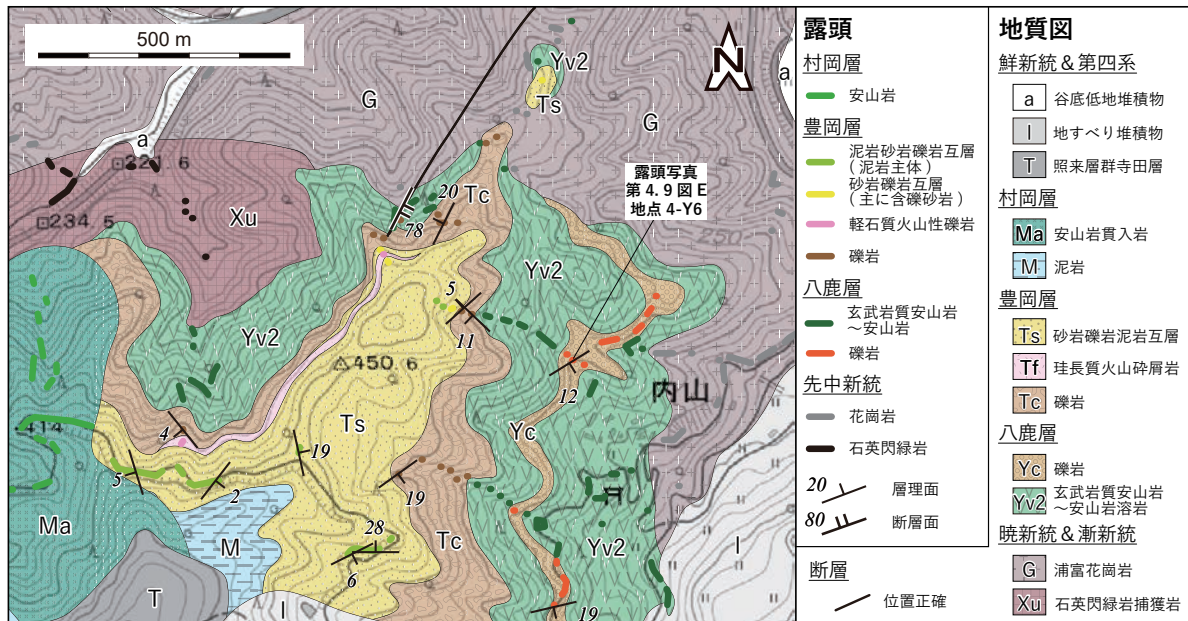 500 m
N
Yv2
Ts
G
G
a
a
221.6
234.5
Xu
20
Tc
78
露頭写真
第 4. 9 図 E
地点 4-Y6
250
Yv2
Yv2
5
11
450.6
12
内山
414
4
Ts
19
Yc
5
2
19
Ma
M
28
6
Tc
Yv2
T
I
19
I
露頭
村岡層
安山岩
豊岡層
泥岩砂岩礫岩互層
(泥岩主体)
砂岩礫岩互層
(主に含礫砂岩)
軽石質火山性礫岩
礫岩
八鹿層
玄武岩質安山岩
～安山岩
礫岩
先中新統
花崗岩
石英閃緑岩
20 層理面
80 断層面
断層
位置正確
地質図
鮮新統＆第四系
a 谷底低地堆積物
l 地すべり堆積物
T 照来層群寺田層
村岡層
Ma 安山岩貫入岩
M 泥岩
豊岡層
Ts 砂岩礫岩泥岩互層
Tf 珪長質火山砕屑岩
Tc 礫岩
八鹿層
Yc 礫岩
Yv2 玄武岩質安山岩
～安山岩溶岩
暁新統＆漸新統
G 浦富花崗岩
Xu 石英閃緑岩捕獲岩